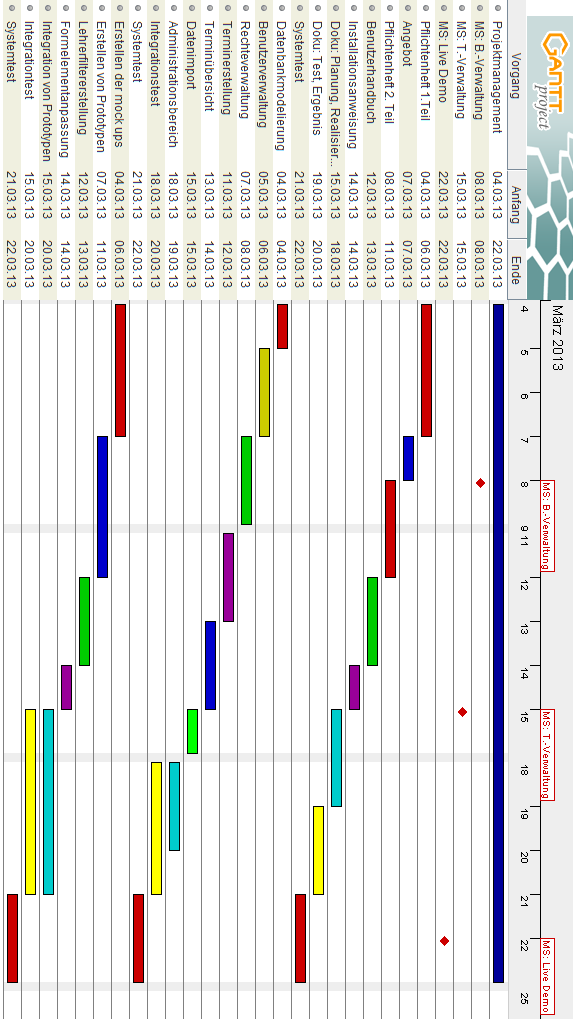 GANTT
project
März 2013
MS: B.-Verwaltung
MS: T.-Verwaltung
MS: Live Demo
Vorgang Anfang Ende 4 5 6 7 8 9 11 12 13 14 15 18 19 20 21 22 25
Projektmanagement 04.03.13 22.03.13
MS: B.-Verwaltung 08.03.13 08.03.13
MS: T.-Verwaltung 15.03.13 15.03.13
MS: Live Demo 22.03.13 22.03.13
Pflichtenheft 1.Teil 04.03.13 06.03.13
Angebot 07.03.13 07.03.13
Pflichtenheft 2. Teil 08.03.13 11.03.13
Benutzerhandbuch 12.03.13 13.03.13
Installationsanweisung 14.03.13 14.03.13
Doku: Planung, Realisier... 15.03.13 18.03.13
Doku: Test, Ergebnis 19.03.13 20.03.13
Systemtest 21.03.13 22.03.13
Datenbankmodelierung 04.03.13 04.03.13
Benutzerverwaltung 05.03.13 06.03.13
Rechteverwaltung 07.03.13 08.03.13
Terminerstellung 11.03.13 12.03.13
Terminübersicht 13.03.13 14.03.13
Datenimport 15.03.13 15.03.13
Administrationsbereich 18.03.13 19.03.13
Integrationstest 18.03.13 20.03.13
Systemtest 21.03.13 22.03.13
Erstellen der mock ups 04.03.13 06.03.13
Erstellen von Prototypen 07.03.13 11.03.13
Lehrerfiltererstellung 12.03.13 13.03.13
Formelementanpassung 14.03.13 14.03.13
Integration von Prototypen 15.03.13 20.03.13
Integrationtest 15.03.13 20.03.13
Systemtest 21.03.13 22.03.13